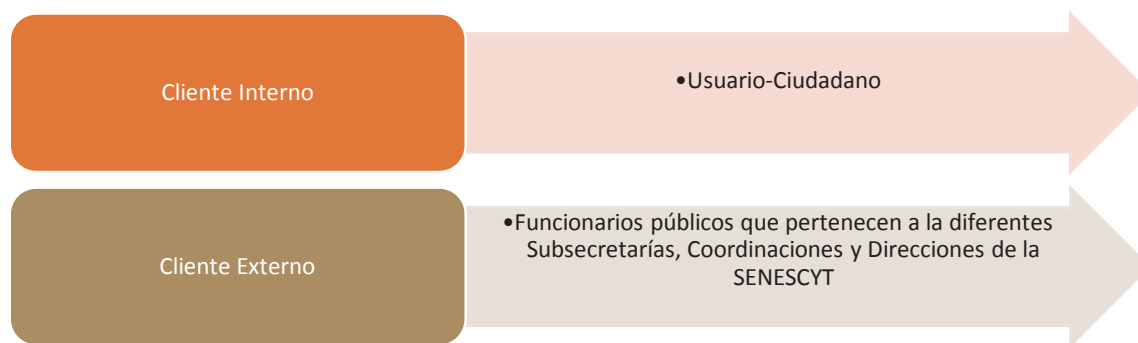 Cliente Interno
•Usuario-Ciudadano
Cliente Externo
•Funcionarios públicos que pertenecen a la diferentes
Subsecretarías, Coordinaciones y Direcciones de la
SENESCYT